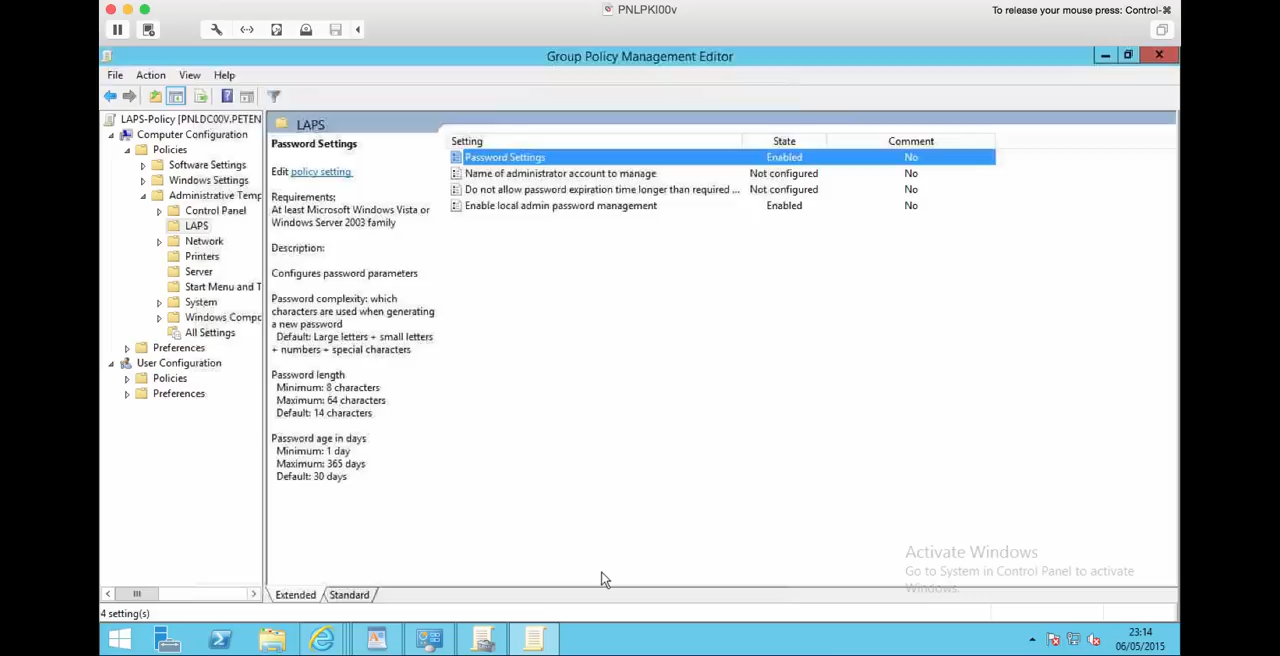 PNLPKI00v
To release your mouse press: Control-⌘
Group Policy Management Editor
File Action View Help
LAPS-Policy [PNLDC00V.PETEN
Computer Configuration
Policies
Software Settings
Windows Settings
Administrative Temp
Control Panel
LAPS
Network
Printers
Server
Start Menu and T
System
Windows Compo
All Settings
Preferences
User Configuration
Policies
Preferences
LAPS
Password Settings
Edit policy setting
Requirements:
At least Microsoft Windows Vista or
Windows Server 2003 family
Description:
Configures password parameters
Password complexity: which
characters are used when generating
a new password
Default: Large letters + small letters
+ numbers + special characters
Password length
Minimum: 8 characters
Maximum: 64 characters
Default: 14 characters
Password age in days
Minimum: 1 day
Maximum: 365 days
Default: 30 days
Setting State Comment
Password Settings Enabled No
Name of administrator account to manage Not configured No
Do not allow password expiration time longer than required ... Not configured No
Enable local admin password management Enabled No
Activate Windows
Go to System in Control Panel to activate
Windows.
Extended Standard
4 setting(s)
23:14
06/05/2015